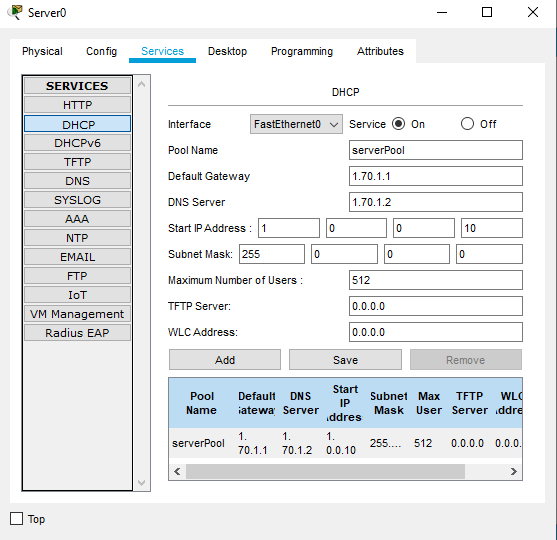 Server0
Physical Config Services Desktop Programming Attributes
SERVICES
HTTP
DHCP
DHCPv6
TFTP
DNS
SYSLOG
AAA
NTP
EMAIL
FTP
IoT
VM Management
Radius EAP
DHCP
Interface FastEthernet0 Service On Off
Pool Name serverPool
Default Gateway 1.70.1.1
DNS Server 1.70.1.2
Start IP Address : 1 0 0 10
Subnet Mask: 255 0 0 0
Maximum Number of Users : 512
TFTP Server: 0.0.0.0
WLC Address: 0.0.0.0
Add Save Remove
Pool Name Default Gateway DNS Server Start IP Address Subnet Mask Max User TFTP Server WLC Address
serverPool 1.70.1.1 1.70.1.2 1.0.0.10 255.... 512 0.0.0.0 0.0.0.
Top